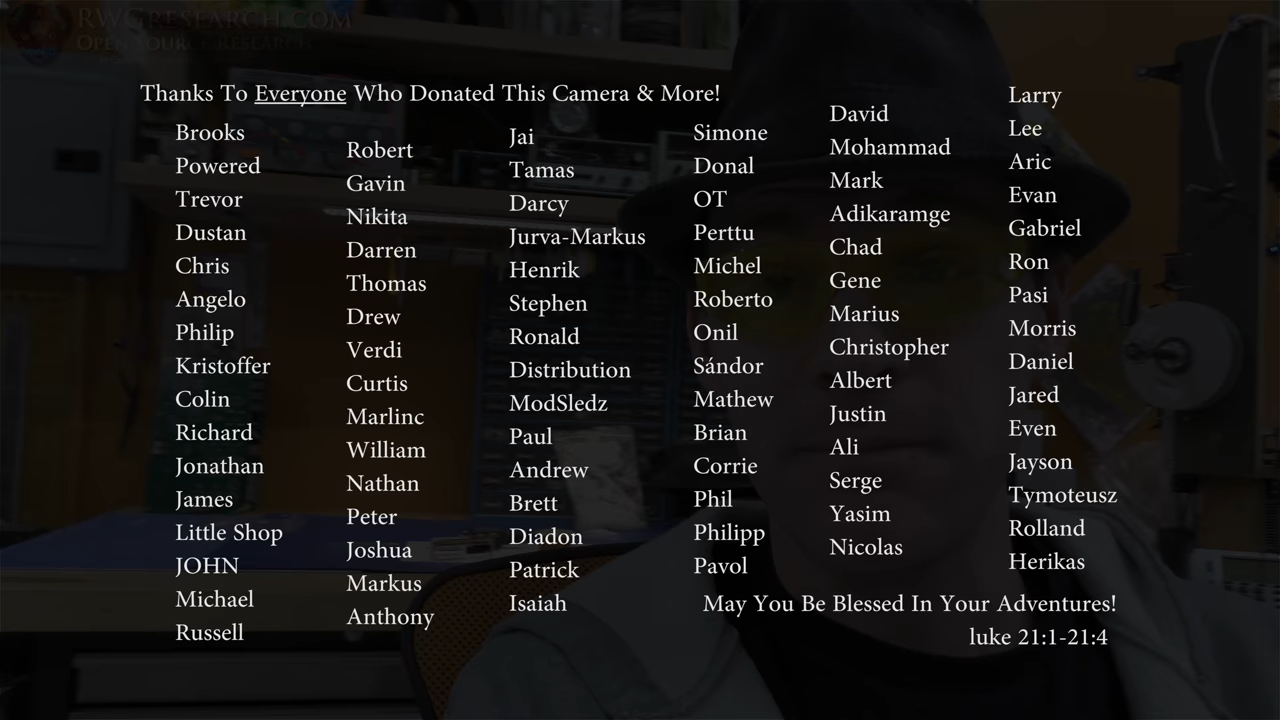 RWGRESEARCH.COM
OPEN SOURCE RESEARCH
Thanks To Everyone Who Donated This Camera & More!
Brooks
Powered
Trevor
Dustan
Chris
Angelo
Philip
Kristoffer
Colin
Richard
Jonathan
James
Little Shop
JOHN
Michael
Russell
Robert
Gavin
Nikita
Darren
Thomas
Drew
Verdi
Curtis
Marlinc
William
Nathan
Peter
Joshua
Markus
Anthony
Jai
Tamas
Darcy
Jurva-Markus
Henrik
Stephen
Ronald
Distribution
ModSledz
Paul
Andrew
Brett
Diadon
Patrick
Isaiah
Simone
Donal
OT
Perttu
Michel
Roberto
Onil
Sándor
Mathew
Brian
Corrie
Phil
Philipp
Pavol
David
Mohammad
Mark
Adikaramge
Chad
Gene
Marius
Christopher
Albert
Justin
Ali
Serge
Yasim
Nicolas
Larry
Lee
Aric
Evan
Gabriel
Ron
Pasi
Morris
Daniel
Jared
Even
Jayson
Tymoteusz
Rolland
Herikas
May You Be Blessed In Your Adventures!
luke 21:1-21:4